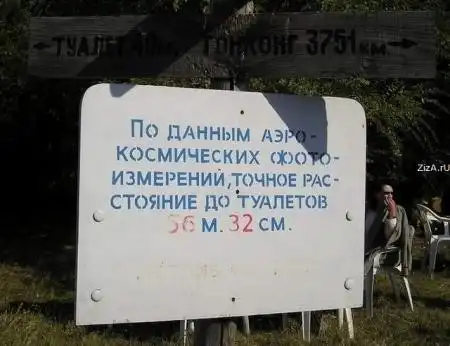 ТУАЛЕТ ГОНКОНГ 3751 КМ.
ПО ДАННЫМ АЭРО-
КОСМИЧЕСКИХ ФОТО-
ИЗМЕРЕНИЙ, ТОЧНОЕ РАС-
СТОЯНИЕ ДО ТУАЛЕТОВ
56 М. 32 СМ.
ZizA.rU